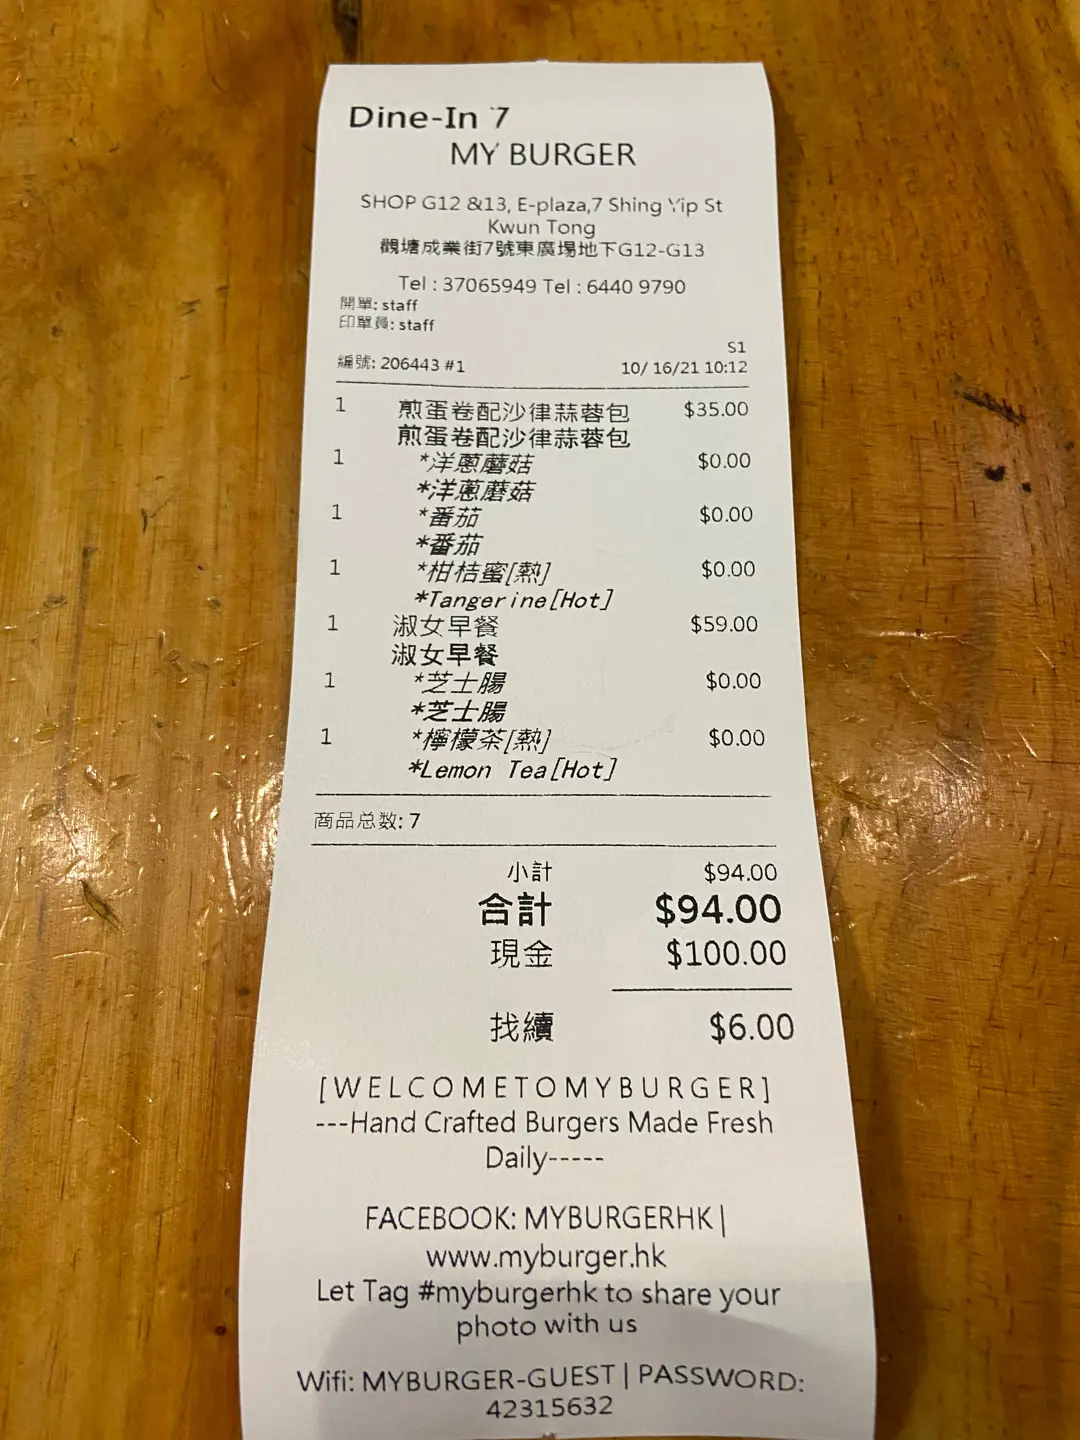 Dine-In 7
MY BURGER
SHOP G12 &13, E-plaza,7 Shing Yip St
Kwun Tong
觀塘成業街7號東廣場地下G12-G13
Tel : 37065949 Tel : 6440 9790
開單: staff
印單員: staff
S1
編號: 206443 #1 10/ 16/21 10:12
1 煎蛋卷配沙律蒜蓉包 $35.00
煎蛋卷配沙律蒜蓉包
1 *洋蔥蘑菇 $0.00
*洋蔥蘑菇
1 *番茄 $0.00
*番茄
1 *柑桔蜜[熱] $0.00
*Tangerine[Hot]
1 淑女早餐 $59.00
淑女早餐
1 *芝士腸 $0.00
*芝士腸
1 *檸檬茶[熱] $0.00
*Lemon Tea[Hot]
商品总数: 7
小計 $94.00
合計 $94.00
現金 $100.00
找續 $6.00
[WELCOMETOMYBURGER]
---Hand Crafted Burgers Made Fresh
Daily-----
FACEBOOK: MYBURGERHK |
www.myburger.hk
Let Tag #myburgerhk to share your
photo with us
Wifi: MYBURGER-GUEST | PASSWORD:
42315632